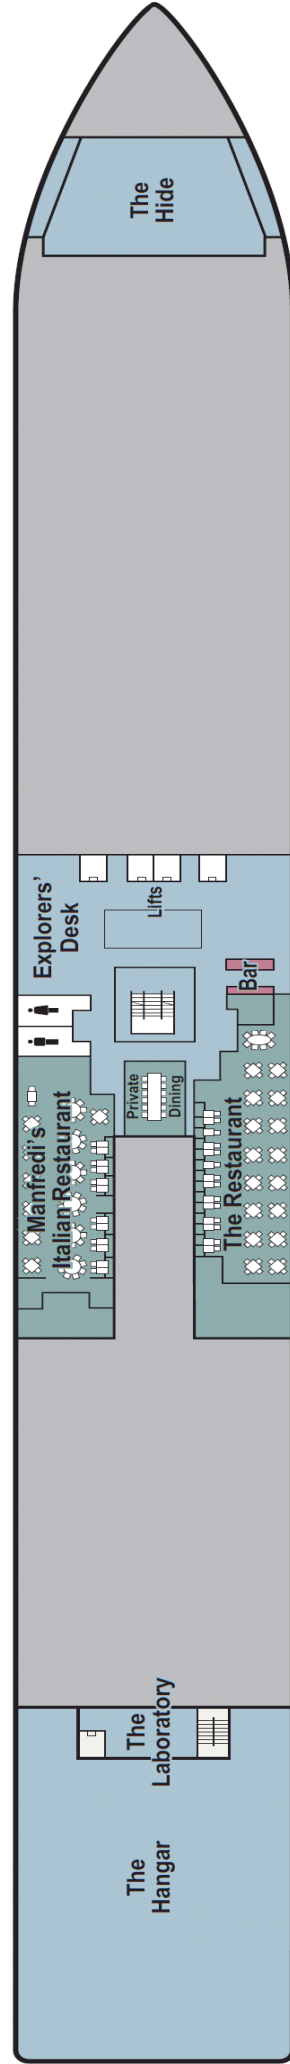 The
Hide
Explorers'
Desk
Lifts
Bar
Private
Dining
Manfredi's
Italian Restaurant
The Restaurant
The
Laboratory
The
Hangar